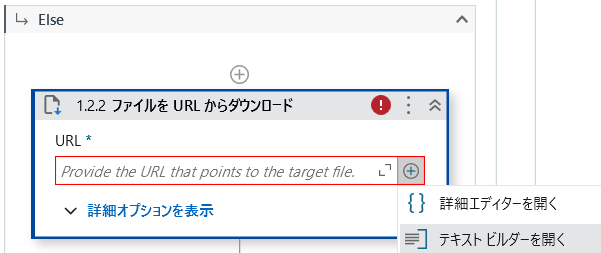 Else
1.2.2 ファイルを URL からダウンロード
URL *
Provide the URL that points to the target file.
詳細オプションを表示
詳細エディターを開く
テキスト ビルダーを開く